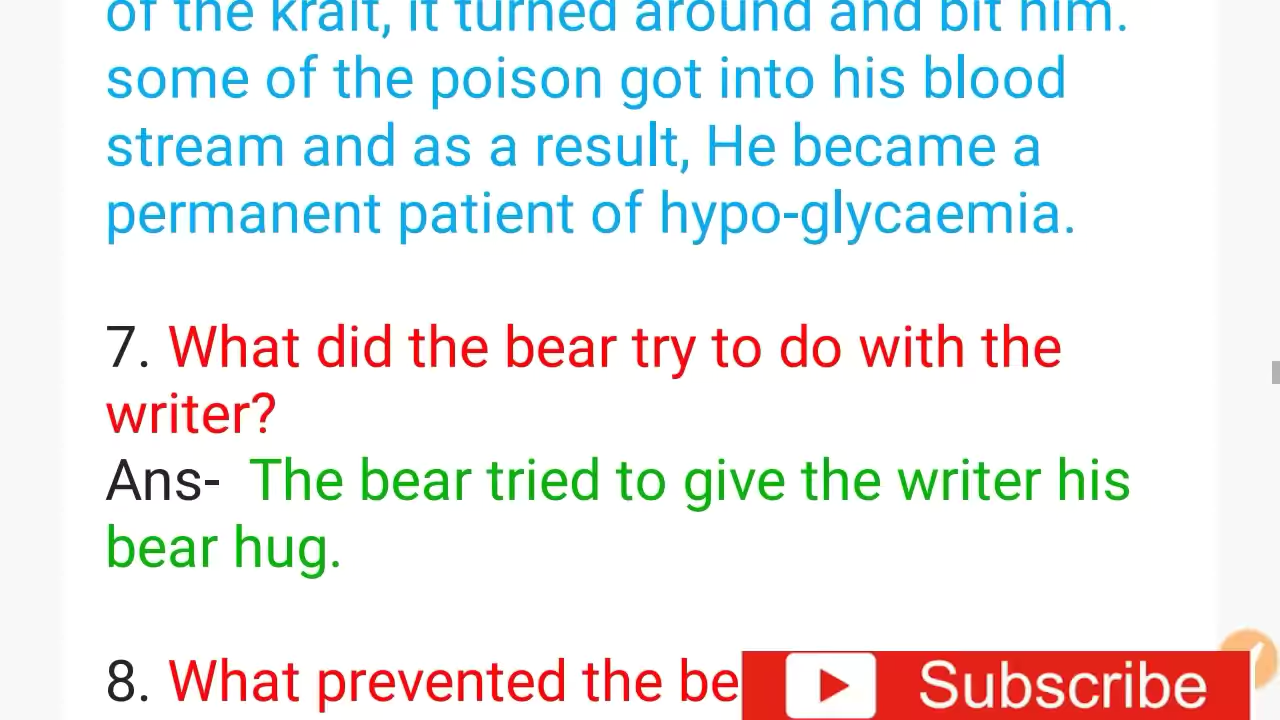 of the krait, it turned around and bit him.
some of the poison got into his blood
stream and as a result, He became a
permanent patient of hypo-glycaemia.
7. What did the bear try to do with the
writer?
Ans- The bear tried to give the writer his
bear hug.
8. What prevented the be
Subscribe